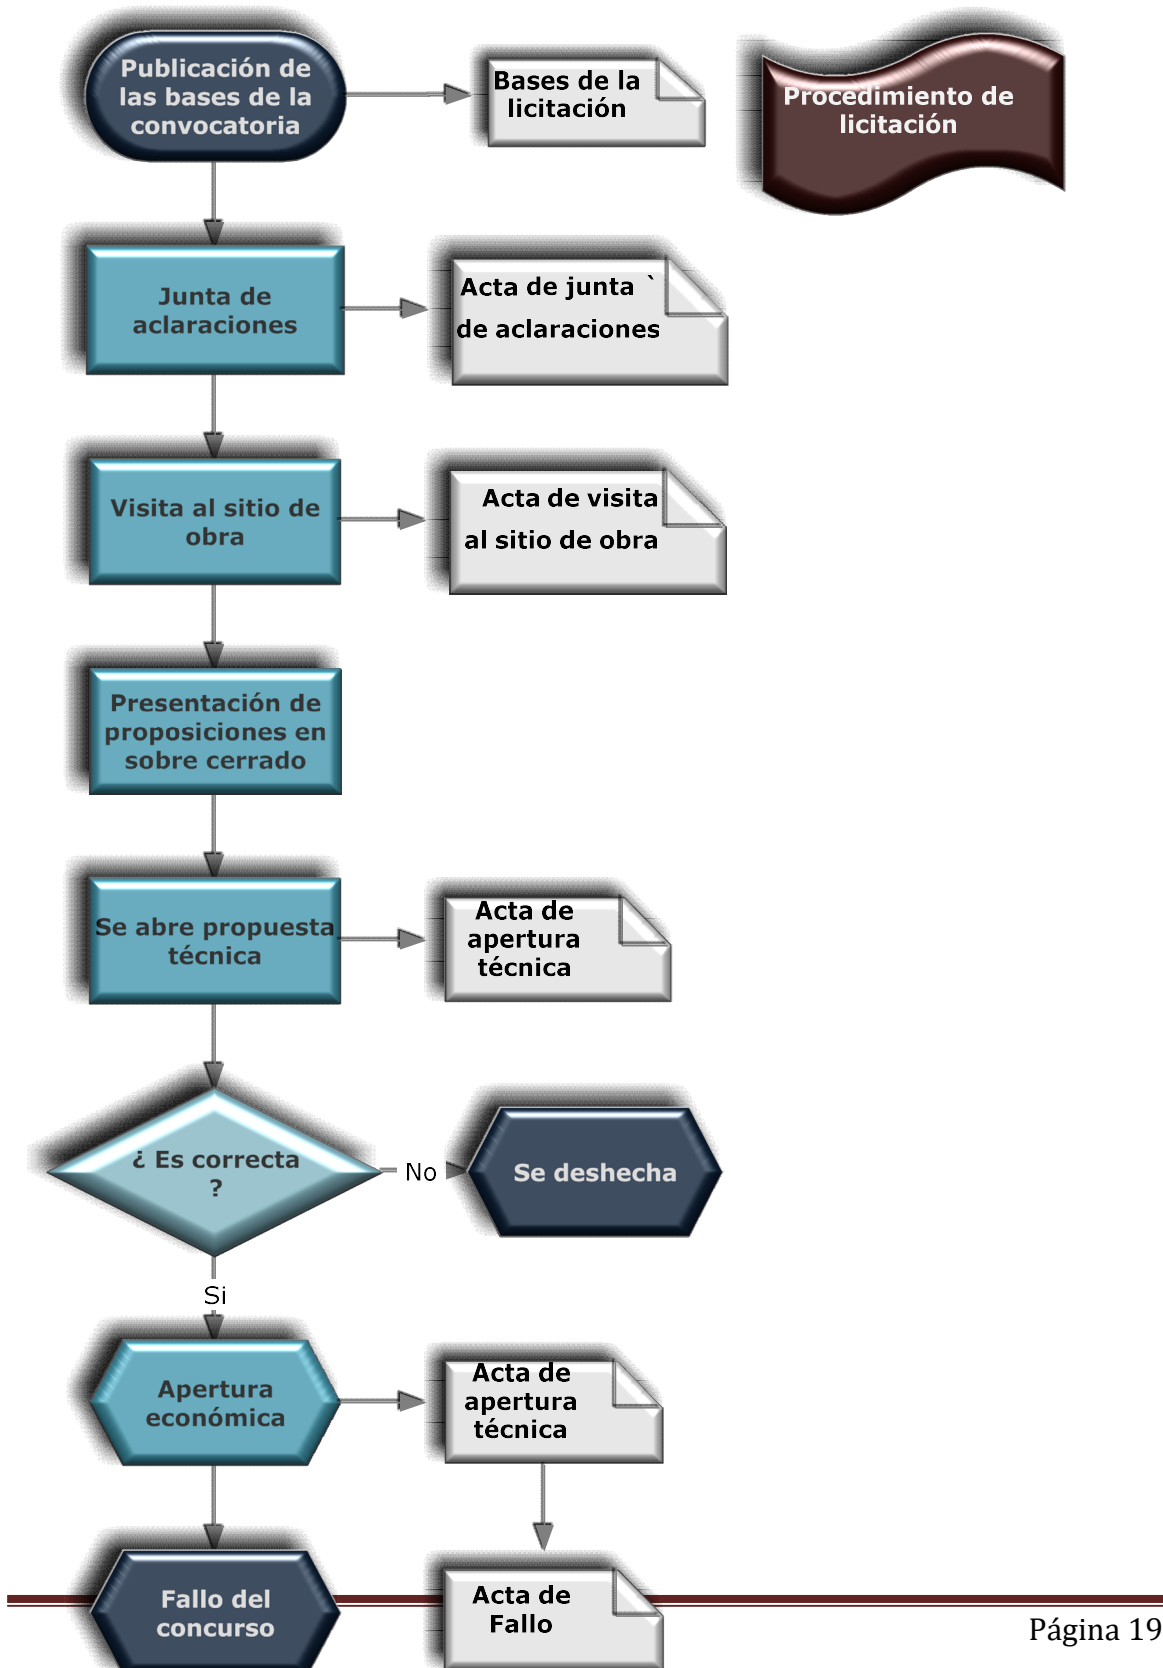 Publicación de
las bases de la
convocatoria
Bases de la
licitación
Procedimiento de
licitación
Junta de
aclaraciones
Acta de junta `
de aclaraciones
Visita al sitio de
obra
Acta de visita
al sitio de obra
Presentación de
proposiciones en
sobre cerrado
Se abre propuesta
técnica
Acta de
apertura
técnica
¿ Es correcta
?
No
Se deshecha
Si
Apertura
económica
Acta de
apertura
técnica
Fallo del
concurso
Acta de
Fallo
Página 19